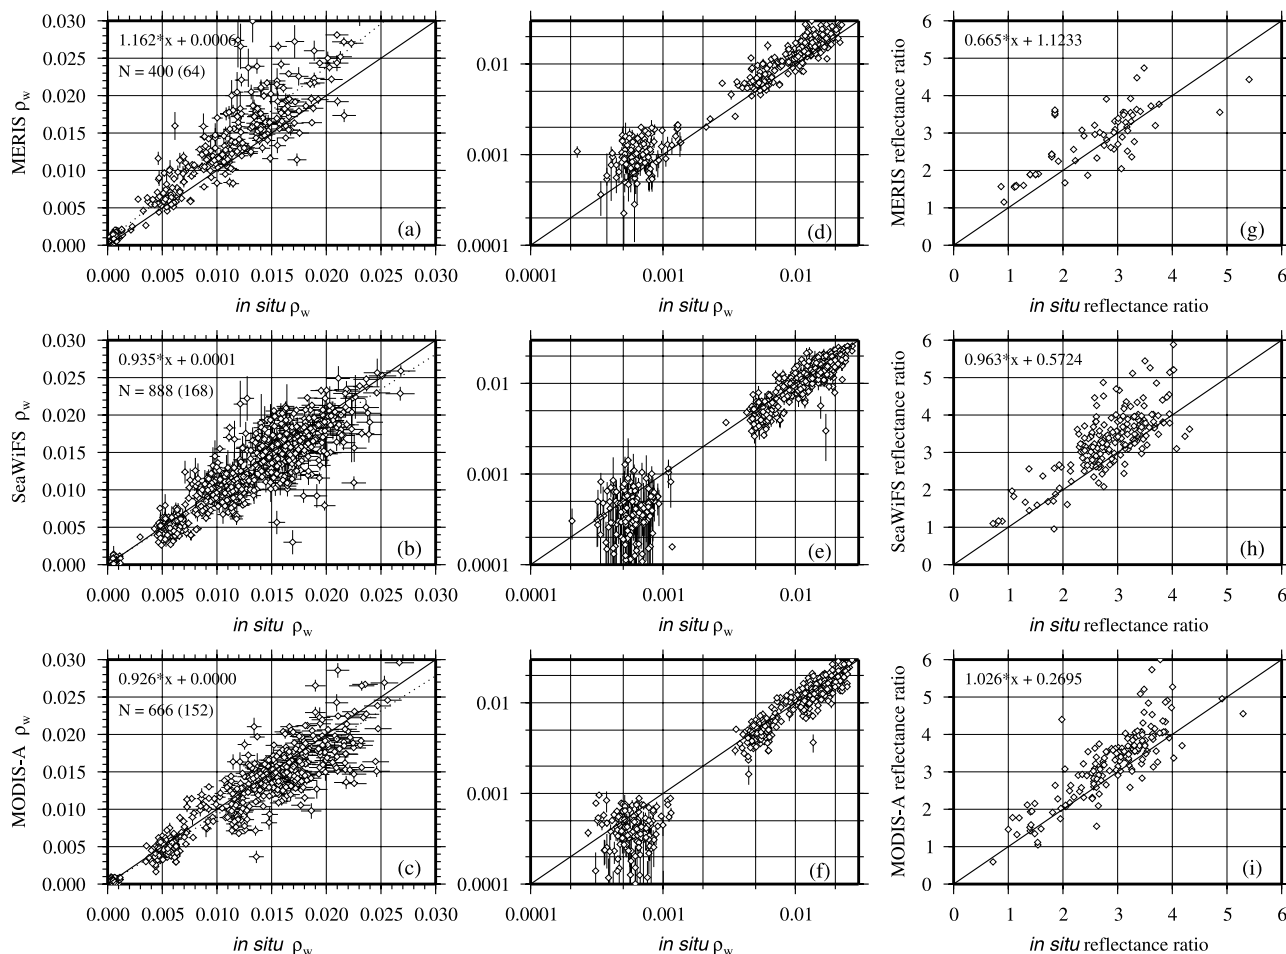 0.030
0.025
0.020
0.015
0.010
0.005
0.000
MERIS ρw
1.162*x + 0.0006
N = 400 (64)
(a)
0.000 0.005 0.010 0.015 0.020 0.025 0.030
in situ ρw
0.01
0.001
0.0001
(d)
0.0001 0.001 0.01
in situ ρw
6
5
4
3
2
1
0
MERIS reflectance ratio
0.665*x + 1.1233
(g)
0 1 2 3 4 5 6
in situ reflectance ratio
0.030
0.025
0.020
0.015
0.010
0.005
0.000
SeaWiFS ρw
0.935*x + 0.0001
N = 888 (168)
(b)
0.000 0.005 0.010 0.015 0.020 0.025 0.030
in situ ρw
0.01
0.001
0.0001
(e)
0.0001 0.001 0.01
in situ ρw
6
5
4
3
2
1
0
SeaWiFS reflectance ratio
0.963*x + 0.5724
(h)
0 1 2 3 4 5 6
in situ reflectance ratio
0.030
0.025
0.020
0.015
0.010
0.005
0.000
MODIS-A ρw
0.926*x + 0.0000
N = 666 (152)
(c)
0.000 0.005 0.010 0.015 0.020 0.025 0.030
in situ ρw
0.01
0.001
0.0001
(f)
0.0001 0.001 0.01
in situ ρw
6
5
4
3
2
1
0
MODIS-A reflectance ratio
1.026*x + 0.2695
(i)
0 1 2 3 4 5 6
in situ reflectance ratio